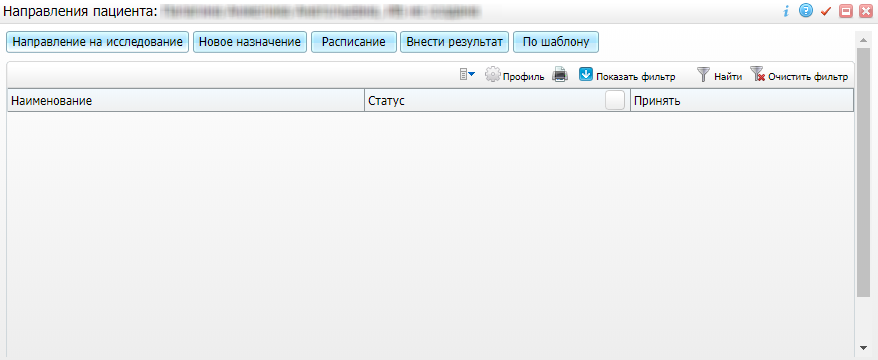 Направления пациента:
Направление на исследование Новое назначение Расписание Внести результат По шаблону
Профиль Показать фильтр Найти Очистить фильтр
Наименование Статус Принять